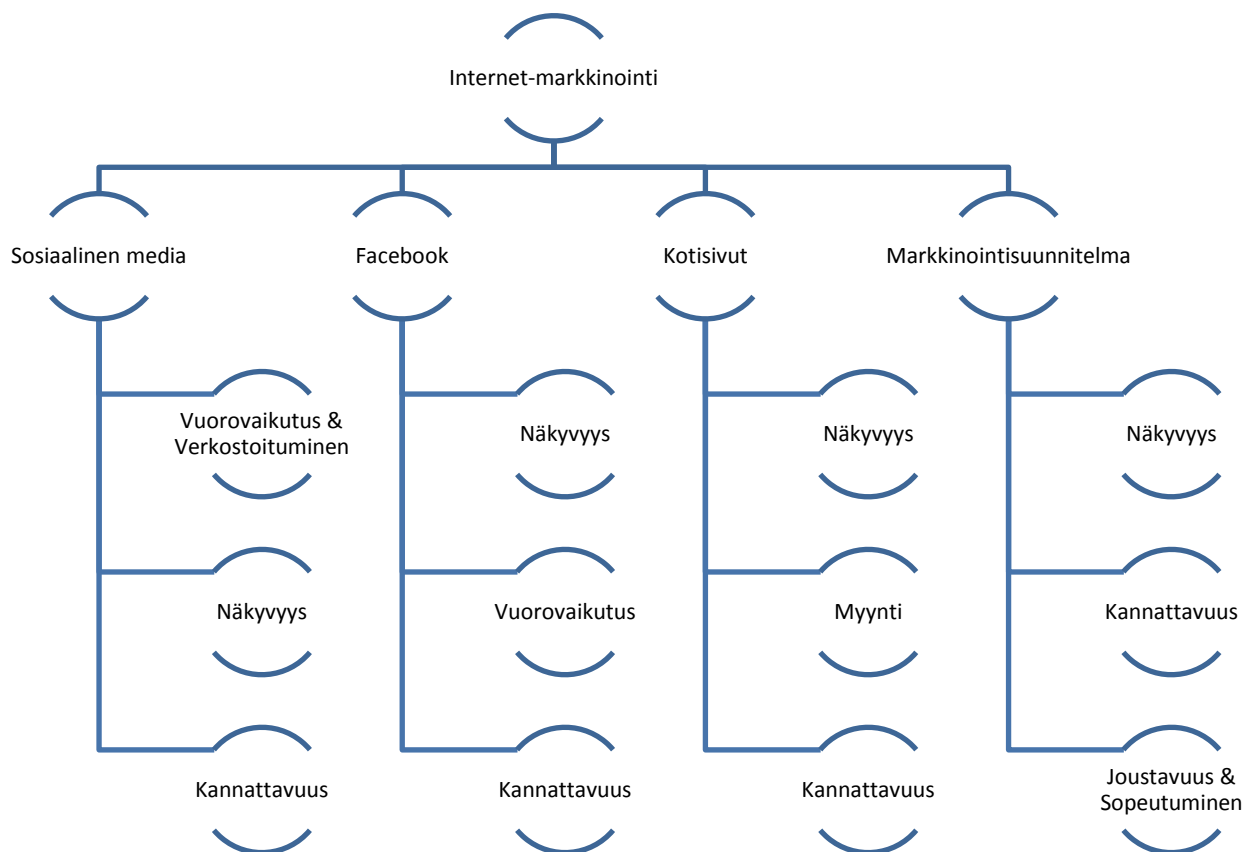 Internet-markkinointi
Sosiaalinen media
Facebook
Kotisivut
Markkinointisuunnitelma
Vuorovaikutus &
Verkostoituminen
Näkyvyys
Näkyvyys
Näkyvyys
Näkyvyys
Vuorovaikutus
Myynti
Kannattavuus
Kannattavuus
Kannattavuus
Kannattavuus
Joustavuus &
Sopeutuminen